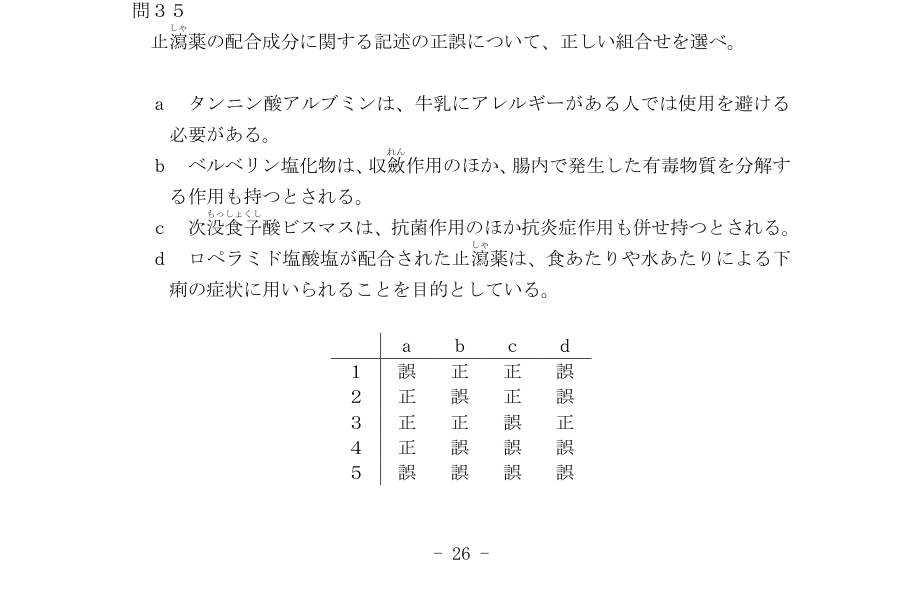 問３５
止瀉薬の配合成分に関する記述の正誤について、正しい組合せを選べ。
しゃ
a　タンニン酸アルブミンは、牛乳にアレルギーがある人では使用を避ける
必要がある。
れん
b　ベルベリン塩化物は、収斂作用のほか、腸内で発生した有毒物質を分解す
る作用も持つとされる。
もっしょくし
c　次没食子酸ビスマスは、抗菌作用のほか抗炎症作用も併せ持つとされる。
しゃ
d　ロペラミド塩酸塩が配合された止瀉薬は、食あたりや水あたりによる下
痢の症状に用いられることを目的としている。
a b c d
１ 誤 正 正 誤
２ 正 誤 正 誤
３ 正 正 誤 正
４ 正 誤 誤 誤
５ 誤 誤 誤 誤
- 26 -